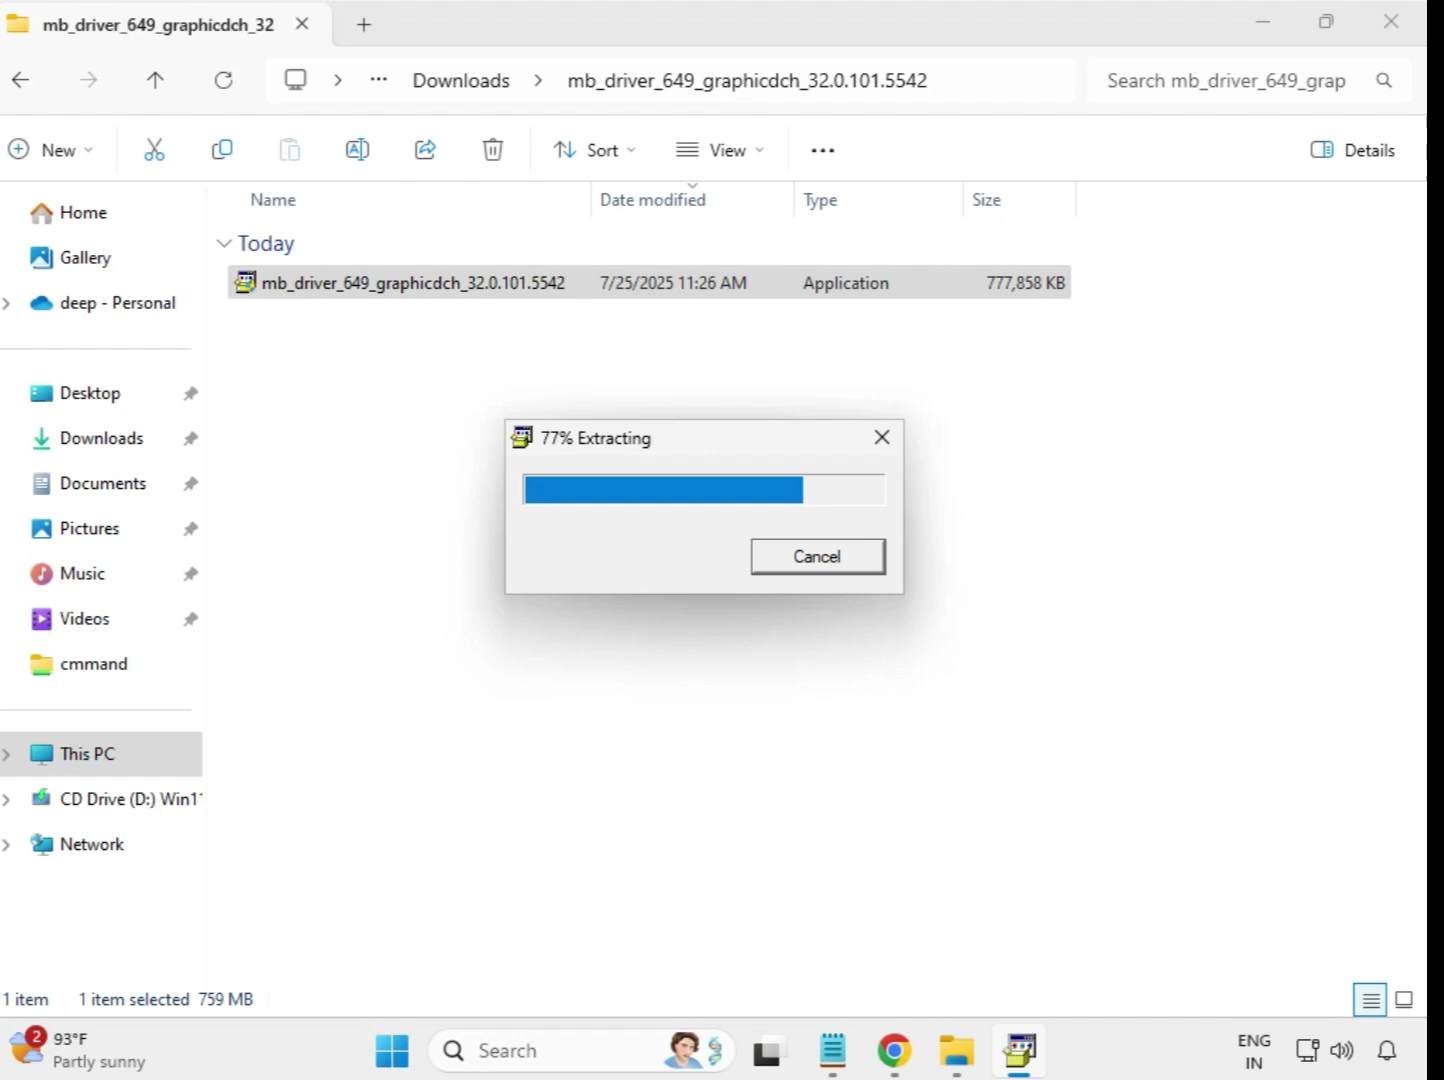 mb_driver_649_graphicdch_32
Downloads
mb_driver_649_graphicdch_32.0.101.5542
Search mb_driver_649_grap
New
Sort
View
Details
Name
Date modified
Type
Size
Home
Gallery
deep - Personal
Desktop
Downloads
Documents
Pictures
Music
Videos
cmmand
This PC
CD Drive (D:) Win1
Network
Today
mb_driver_649_graphicdch_32.0.101.5542 7/25/2025 11:26 AM Application 777,858 KB
77% Extracting
Cancel
1 item 1 item selected 759 MB
2
93°F
Partly sunny
Search
ENG
IN